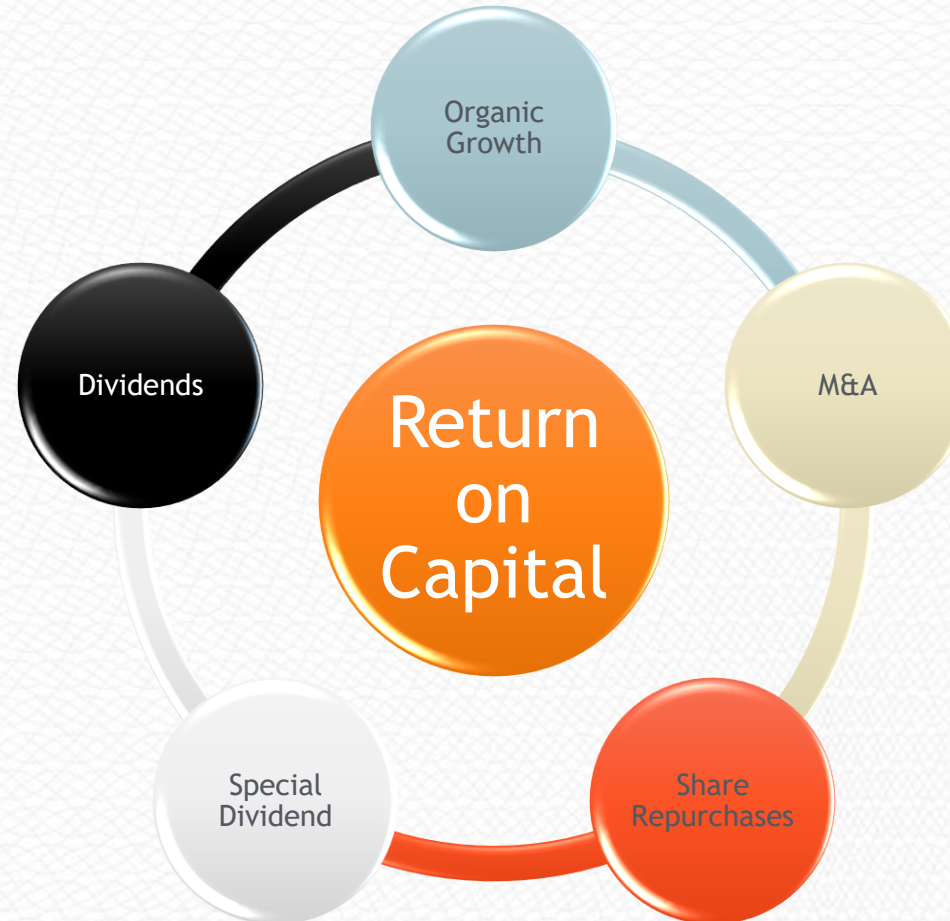 Organic
Growth
Dividends
M&A
Return
on
Capital
Special
Dividend
Share
Repurchases